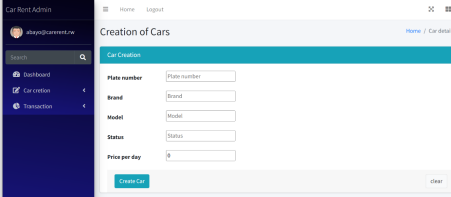 Car Rent Admin
Home Logout
abayo@carerent.rw
Creation of Cars
Home / Car detail
Search
Car Creation
Dashboard
Car cretion
Transaction
Plate number Plate number
Brand Brand
Model Model
Status Status
Price per day 0
Create Car
clear